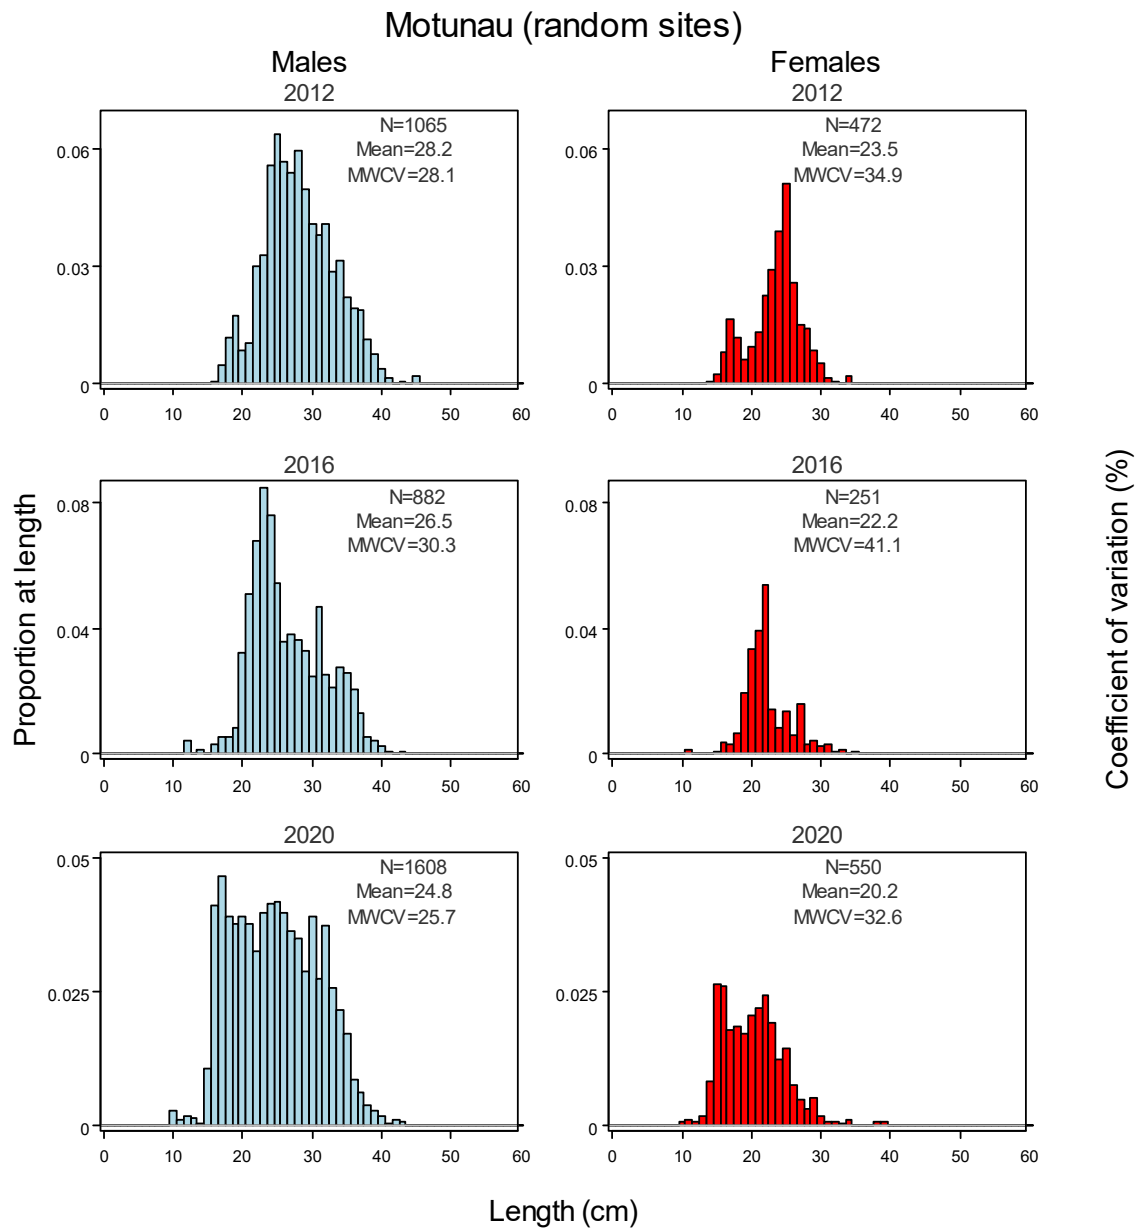 Motunau (random sites)
Males
Females
2012
2012
N=1065
Mean=28.2
MWCV=28.1
0.06
0.03
0
0 10 20 30 40 50 60
N=472
Mean=23.5
MWCV=34.9
0.06
0.03
0
0 10 20 30 40 50 60
2016
2016
N=882
Mean=26.5
MWCV=30.3
0.08
0.04
0
0 10 20 30 40 50 60
N=251
Mean=22.2
MWCV=41.1
0.08
0.04
0
0 10 20 30 40 50 60
Proportion at length
Coefficient of variation (%)
2020
2020
N=1608
Mean=24.8
MWCV=25.7
0.05
0.025
0
0 10 20 30 40 50 60
N=550
Mean=20.2
MWCV=32.6
0.05
0.025
0
0 10 20 30 40 50 60
Length (cm)